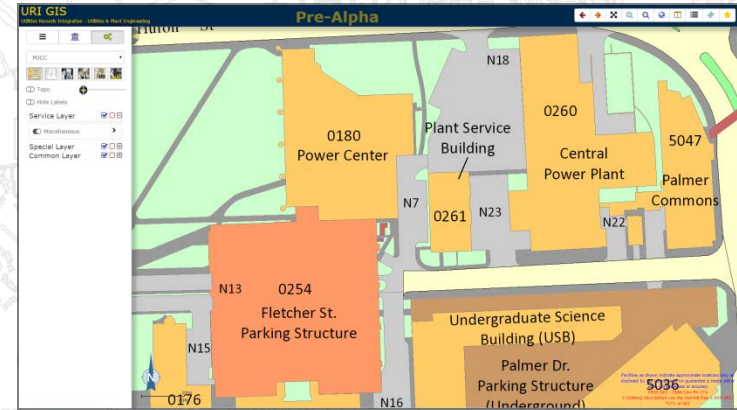 URI GIS
Utilities Records Integration - Utilities & Plant Engineering
Pre-Alpha
PGCC
Type
Hide Labels
Service Layer
Miscellaneous
Special Layer
Common Layer
Huron St
N18
0260
Central
Power Plant
5047
Palmer
Commons
0180
Power Center
Plant Service
Building
N7
0261
N23
N22
N13
0254
Fletcher St.
Parking Structure
N15
0176
N16
Undergraduate Science
Building (USB)
Palmer Dr.
Parking Structure
(Underground)
5036
N